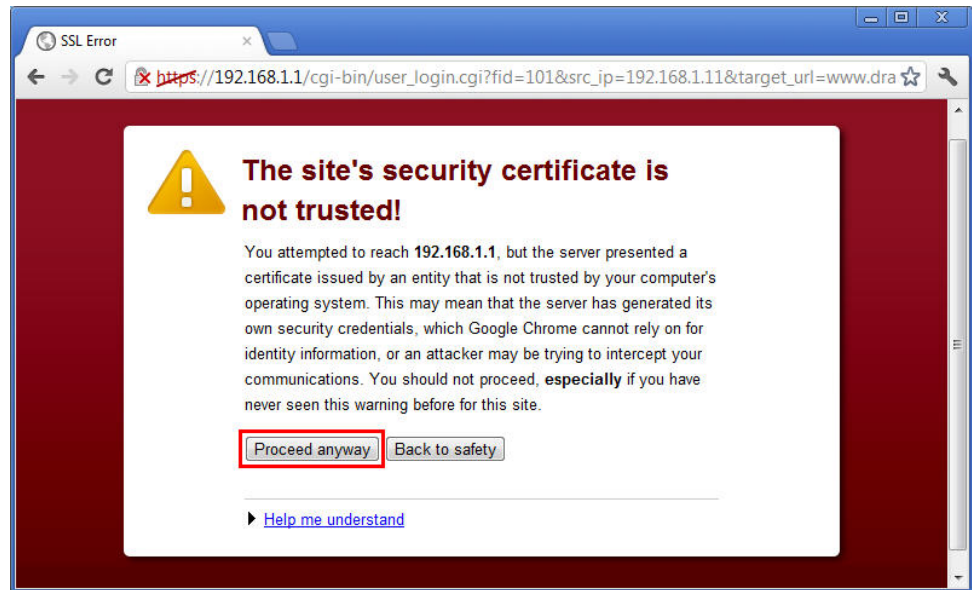 SSL Error
https://192.168.1.1/cgi-bin/user_login.cgi?fid=101&src_ip=192.168.1.11&target_url=www.dra
The site's security certificate is
not trusted!
You attempted to reach 192.168.1.1, but the server presented a
certificate issued by an entity that is not trusted by your computer's
operating system. This may mean that the server has generated its
own security credentials, which Google Chrome cannot rely on for
identity information, or an attacker may be trying to intercept your
communications. You should not proceed, especially if you have
never seen this warning before for this site.
Proceed anyway Back to safety
Help me understand